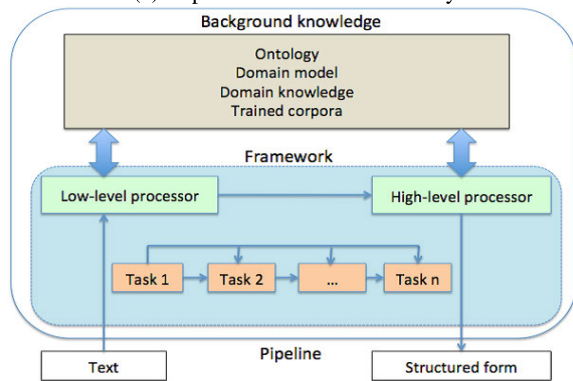 Background knowledge
Ontology
Domain model
Domain knowledge
Trained corpora
Framework
Low-level processor
High-level processor
Task 1
Task 2
...
Task n
Pipeline
Text
Structured form